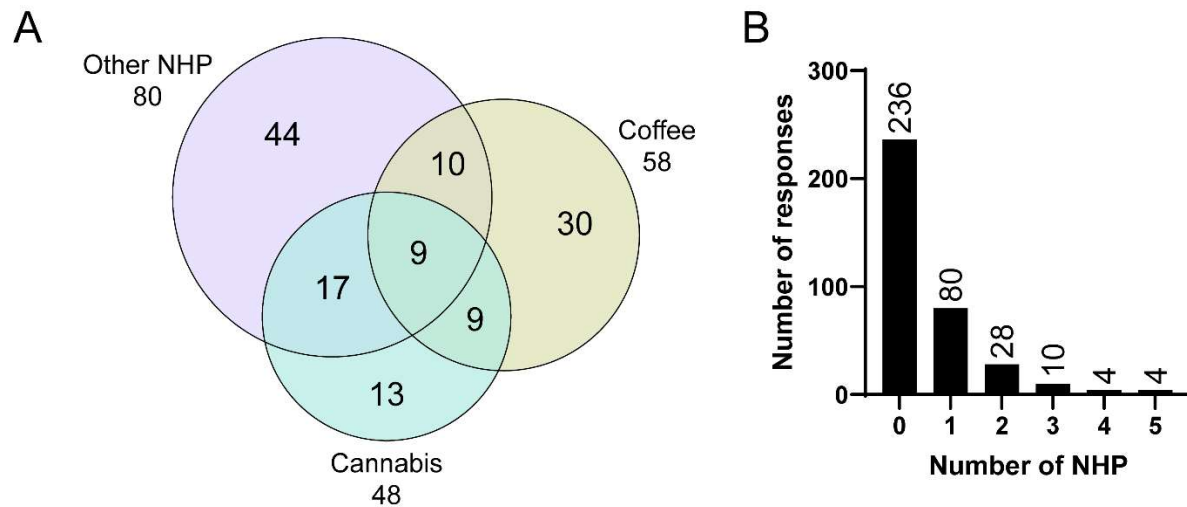 A
Other NHP
80
44
10
Coffee
58
30
9
17
9
13
Cannabis
48
B
Number of responses
300
200
100
0
236
80
28
10
4
4
0 1 2 3 4 5
Number of NHP